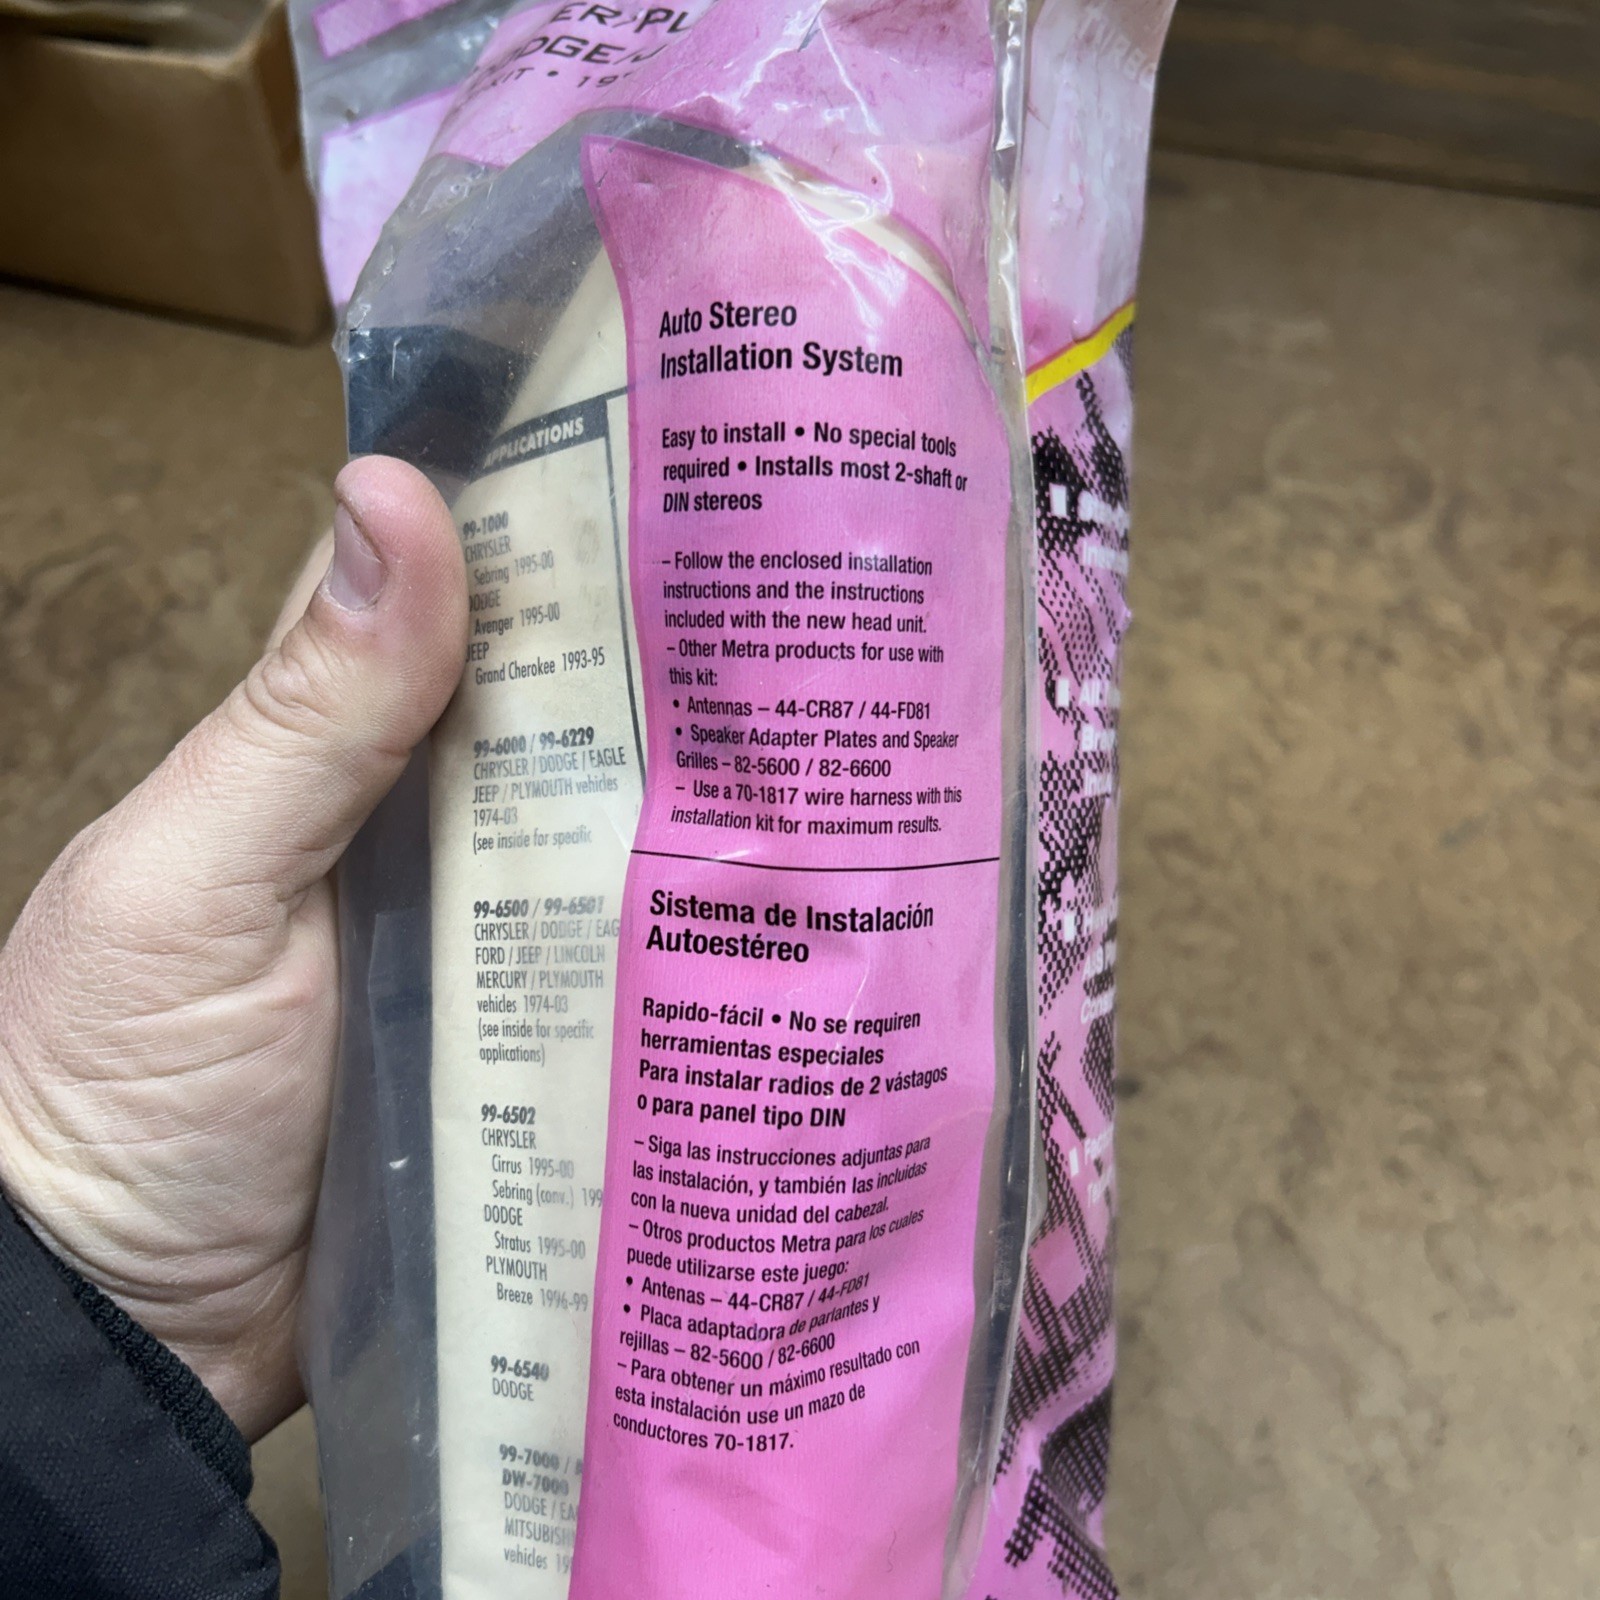 KIT • 19
APPLICATIONS
99-1000
CHRYSLER
Sebring 1995-00
DODGE
Avenger 1995-00
JEEP
Grand Cherokee 1993-95
99-6000 / 99-6229
CHRYSLER / DODGE / EAGLE
JEEP / PLYMOUTH vehicles
1974-03
(see inside for specific
99-6500 / 99-6501
CHRYSLER / DODGE / EAG
FORD / JEEP / LINCOLN
MERCURY / PLYMOUTH
vehicles 1974-03
(see inside for specific
applications)
99-6502
CHRYSLER
Cirrus 1995-00
Sebring (conv.) 199
DODGE
Stratus 1995-00
PLYMOUTH
Breeze 1996-99
99-6540
DODGE
99-7000 /
DW-7000
DODGE / EA
MITSUBISHI
vehicles 19
Auto Stereo
Installation System
Easy to install • No special tools
required • Installs most 2-shaft or
DIN stereos
– Follow the enclosed installation
instructions and the instructions
included with the new head unit.
– Other Metra products for use with
this kit:
• Antennas – 44-CR87 / 44-FD81
• Speaker Adapter Plates and Speaker
Grilles – 82-5600 / 82-6600
– Use a 70-1817 wire harness with this
installation kit for maximum results.
Sistema de Instalación
Autoestéreo
Rapido-fácil • No se requiren
herramientas especiales
Para instalar radios de 2 vástagos
o para panel tipo DIN
– Siga las instrucciones adjuntas para
las instalación, y también las incluidas
con la nueva unidad del cabezal.
– Otros productos Metra para los cuales
puede utilizarse este juego:
• Antenas – 44-CR87 / 44-FD81
• Placa adaptadora de parlantes y
rejillas – 82-5600 / 82-6600
– Para obtener un máximo resultado con
esta instalación use un mazo de
conductores 70-1817.